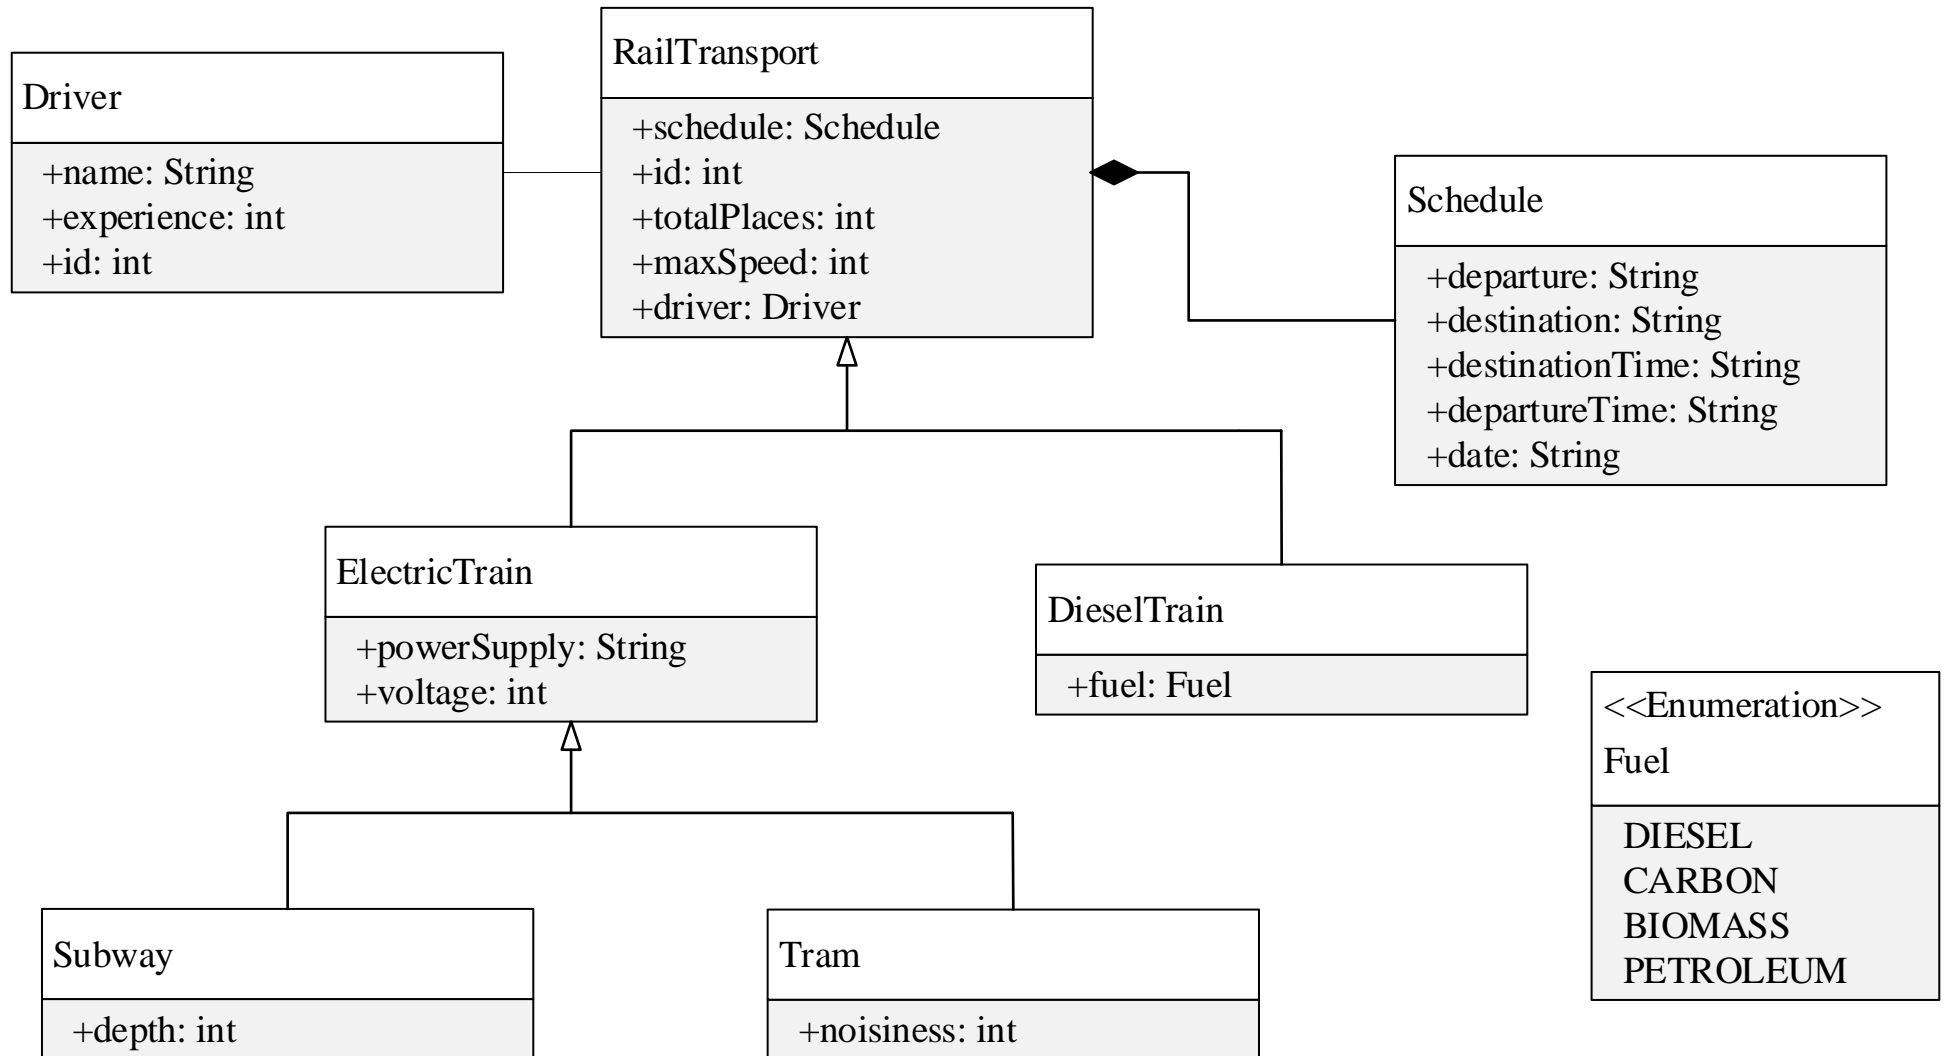 Driver
+name: String
+experience: int
+id: int
RailTransport
+schedule: Schedule
+id: int
+totalPlaces: int
+maxSpeed: int
+driver: Driver
Schedule
+departure: String
+destination: String
+destinationTime: String
+departureTime: String
+date: String
ElectricTrain
+powerSupply: String
+voltage: int
DieselTrain
+fuel: Fuel
<<Enumeration>>
Fuel
DIESEL
CARBON
BIOMASS
PETROLEUM
Subway
+depth: int
Tram
+noisiness: int